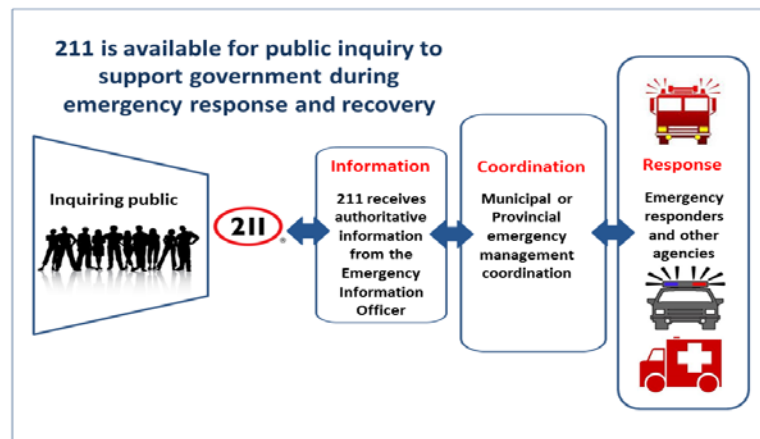 211 is available for public inquiry to
support government during
emergency response and recovery
Inquiring public
211
®
Information
211 receives
authoritative
information
from the
Emergency
Information
Officer
Coordination
Municipal or
Provincial
emergency
management
coordination
Response
Emergency
responders
and other
agencies